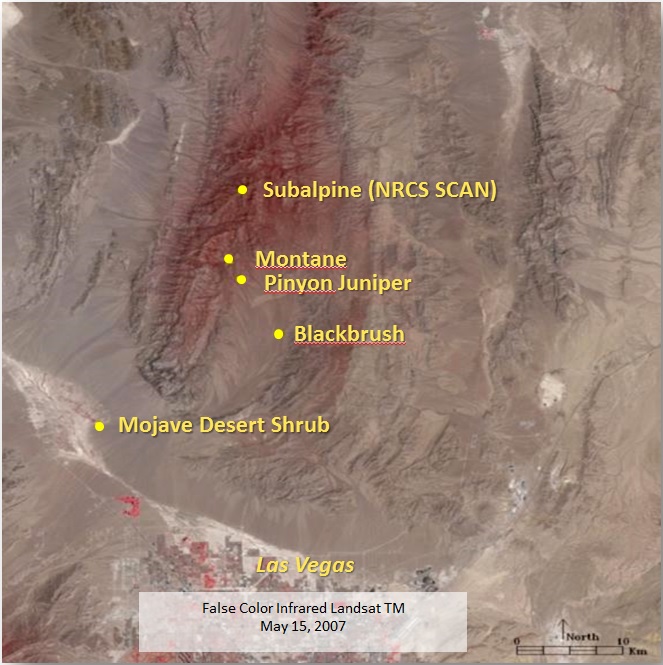 Subalpine (NRCS SCAN)
Montane
Pinyon Juniper
Blackbrush
Mojave Desert Shrub
Las Vegas
False Color Infrared Landsat TM
May 15, 2007
North
0 10
Km